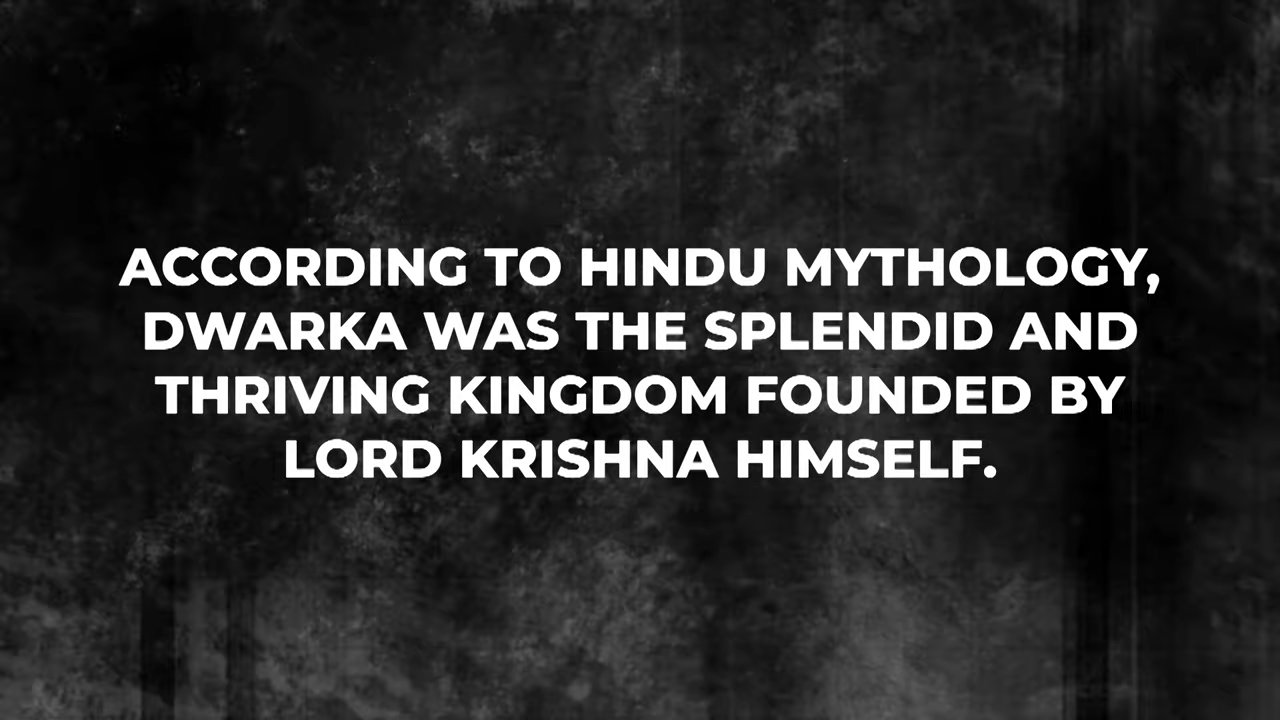 ACCORDING TO HINDU MYTHOLOGY,
DWARKA WAS THE SPLENDID AND
THRIVING KINGDOM FOUNDED BY
LORD KRISHNA HIMSELF.